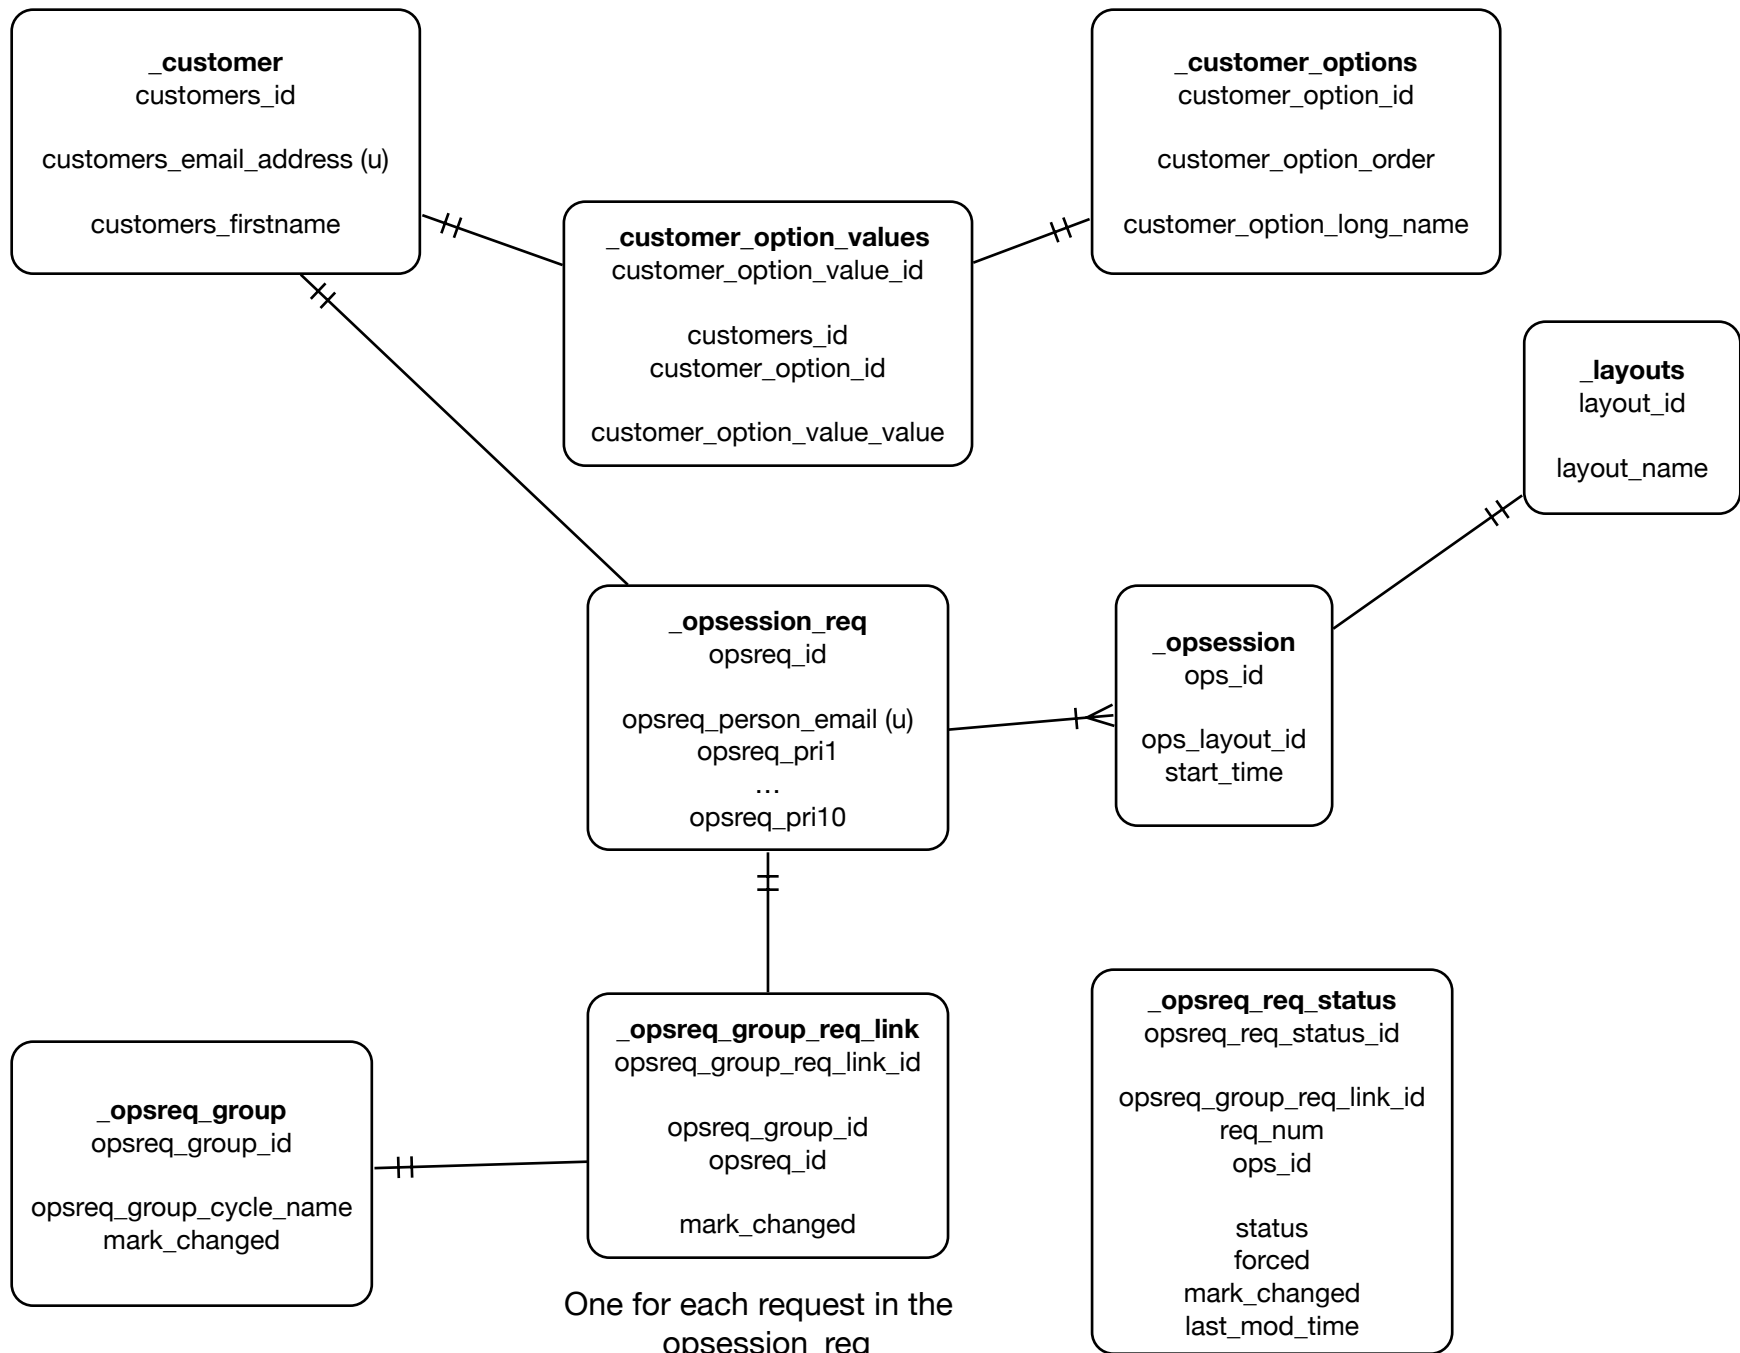 _customer
customers_id
customers_email_address (u)
customers_firstname
_customer_options
customer_option_id
customer_option_order
customer_option_long_name
_customer_option_values
customer_option_value_id
customers_id
customer_option_id
customer_option_value_value
_layouts
layout_id
layout_name
_opsession_req
opsreq_id
opsreq_person_email (u)
opsreq_pri1
...
opsreq_pri10
_opsession
ops_id
ops_layout_id
start_time
_opsreq_group
opsreq_group_id
opsreq_group_cycle_name
mark_changed
_opsreq_group_req_link
opsreq_group_req_link_id
opsreq_group_id
opsreq_id
mark_changed
One for each request in the
opsession_req
_opsreq_req_status
opsreq_req_status_id
opsreq_group_req_link_id
req_num
ops_id
status
forced
mark_changed
last_mod_time